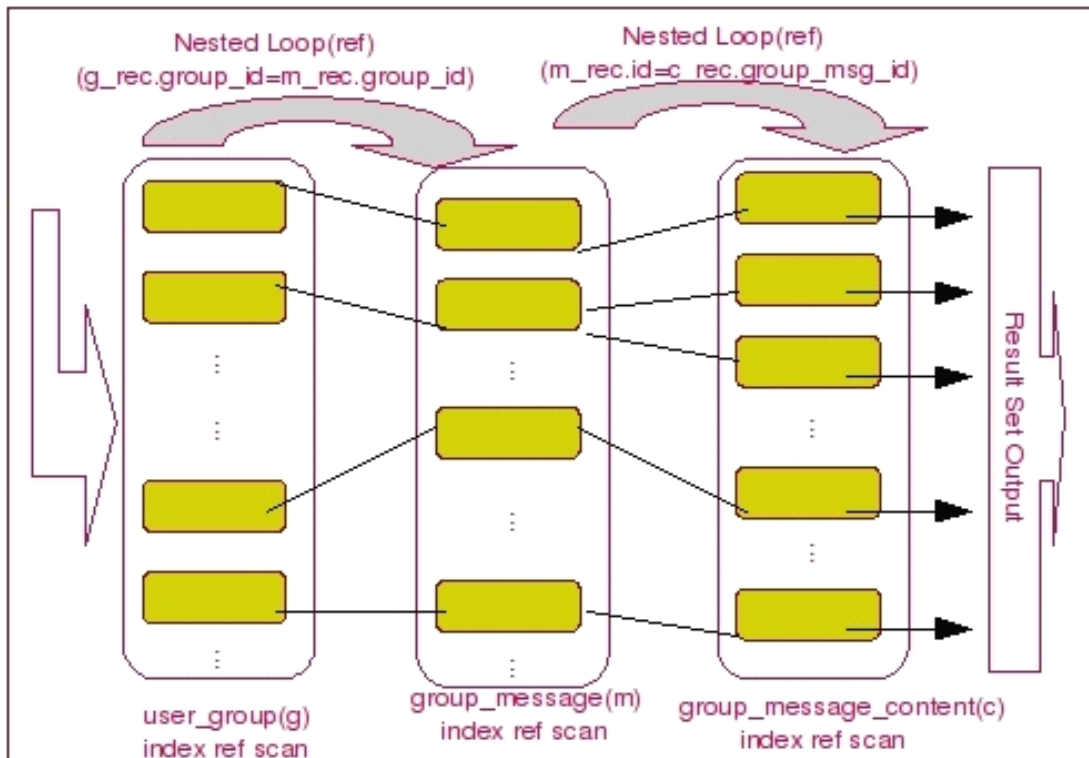 Nested Loop(ref)
(g_rec.group_id=m_rec.group_id)
Nested Loop(ref)
(m_rec.id=c_rec.group_msg_id)
Result Set Output
user_group(g)
index ref scan
group_message(m)
index ref scan
group_message_content(c)
index ref scan